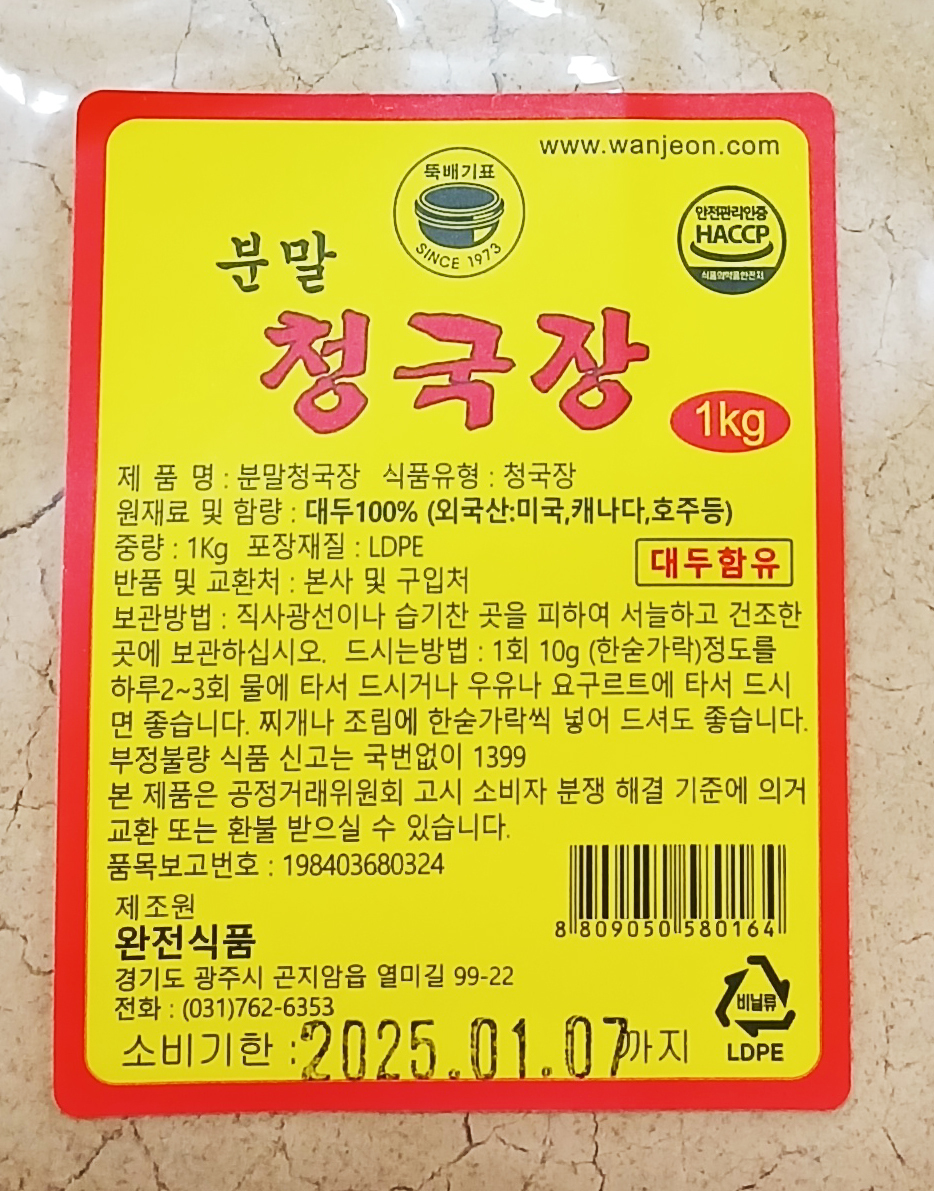 www.wanjeon.com
뚝배기표
SINCE 1973
안전관리인증
HACCP
식품의약품안전처
분말
청국장
1kg
제 품 명 : 분말청국장 식품유형 : 청국장
원재료 및 함량 : 대두100% (외국산:미국,캐나다,호주등)
중량 : 1Kg 포장재질 : LDPE
대두함유
반품 및 교환처 : 본사 및 구입처
보관방법 : 직사광선이나 습기찬 곳을 피하여 서늘하고 건조한
곳에 보관하십시오. 드시는방법 : 1회 10g (한숟가락)정도를
하루2~3회 물에 타서 드시거나 우유나 요구르트에 타서 드시
면 좋습니다. 찌개나 조림에 한숟가락씩 넣어 드셔도 좋습니다.
부정불량 식품 신고는 국번없이 1399
본 제품은 공정거래위원회 고시 소비자 분쟁 해결 기준에 의거
교환 또는 환불 받으실 수 있습니다.
품목보고번호 : 198403680324
제조원
완전식품
경기도 광주시 곤지암읍 열미길 99-22
전화 : (031)762-6353
8 809050 580164
비닐류
LDPE
소비기한 : 2025.01.07까지